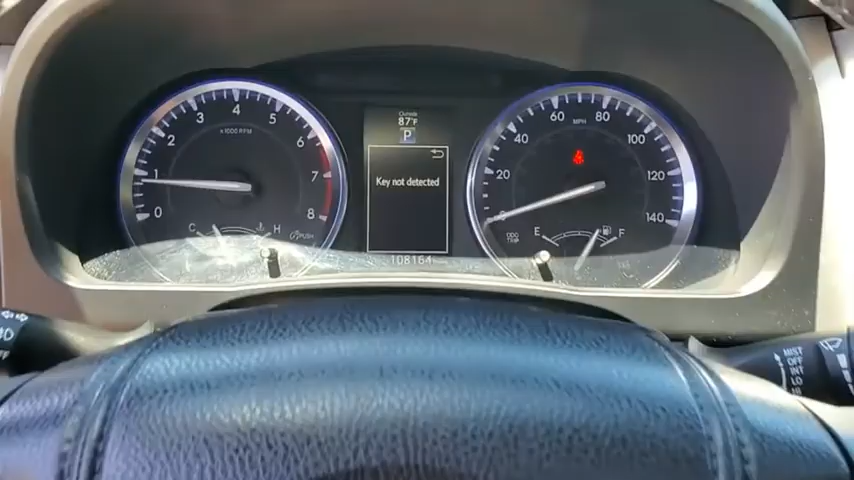 Outside
87°F
P
Key not detected
108164
0
1
2
3
4
5
6
7
8
x1000 RPM
C
H
PUSH
20
40
60
80
100
120
140
MPH
ODO
TRIP
E
F
MIST
OFF
INT
LO